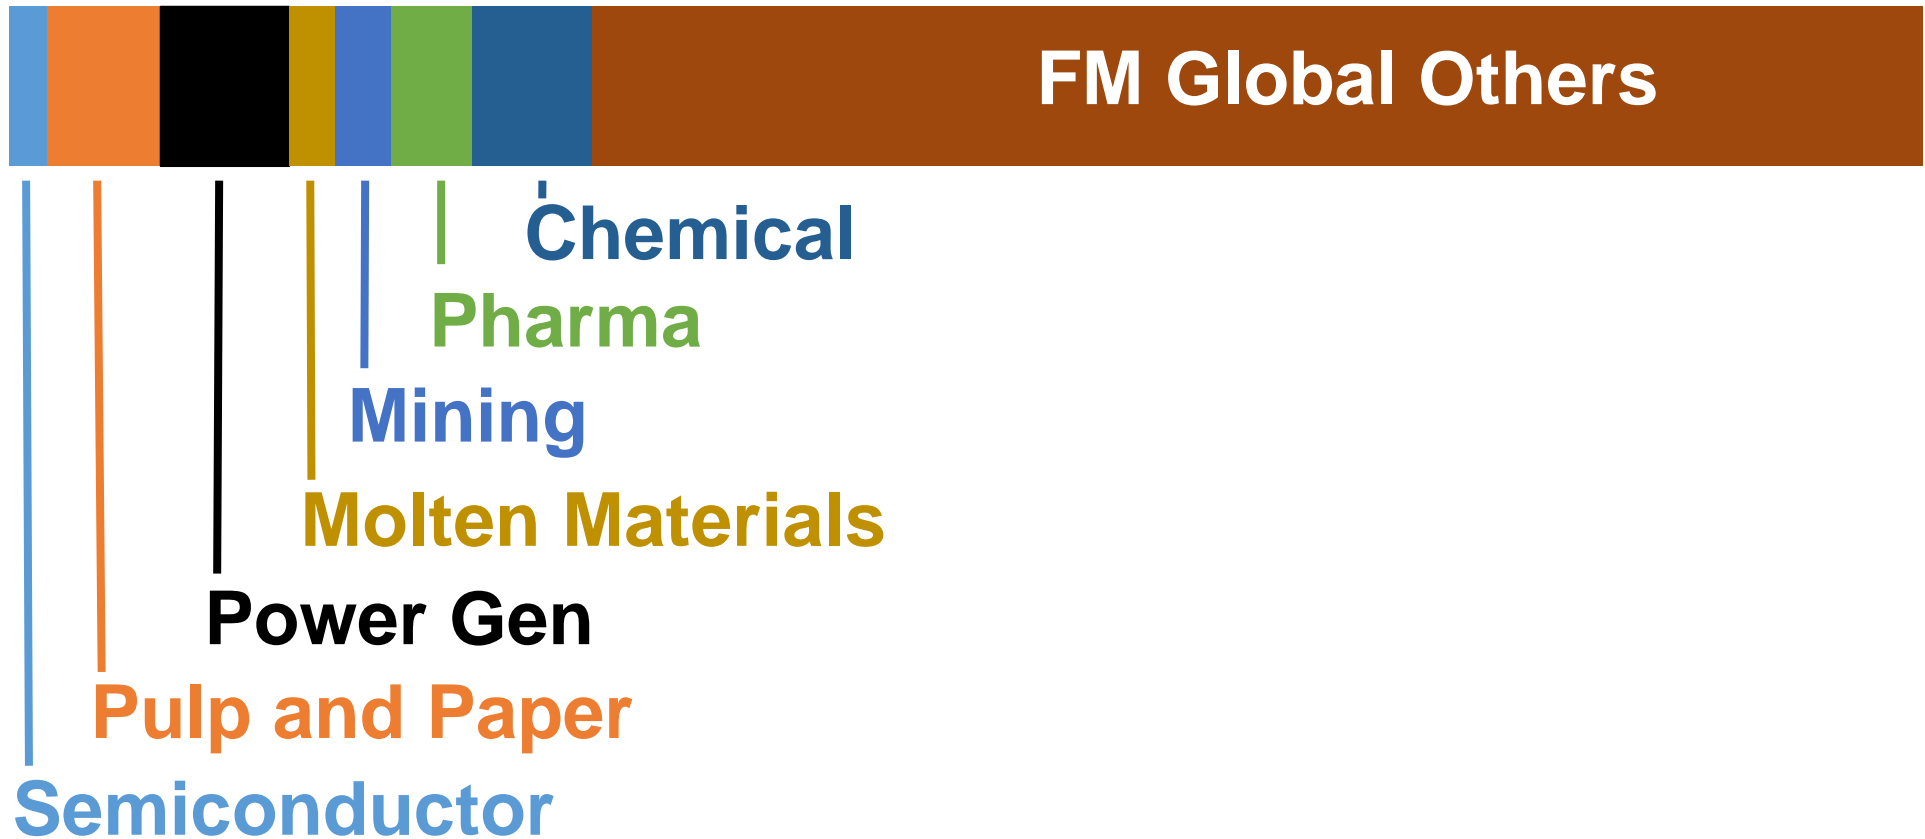 FM Global Others
Chemical
Pharma
Mining
Molten Materials
Power Gen
Pulp and Paper
Semiconductor